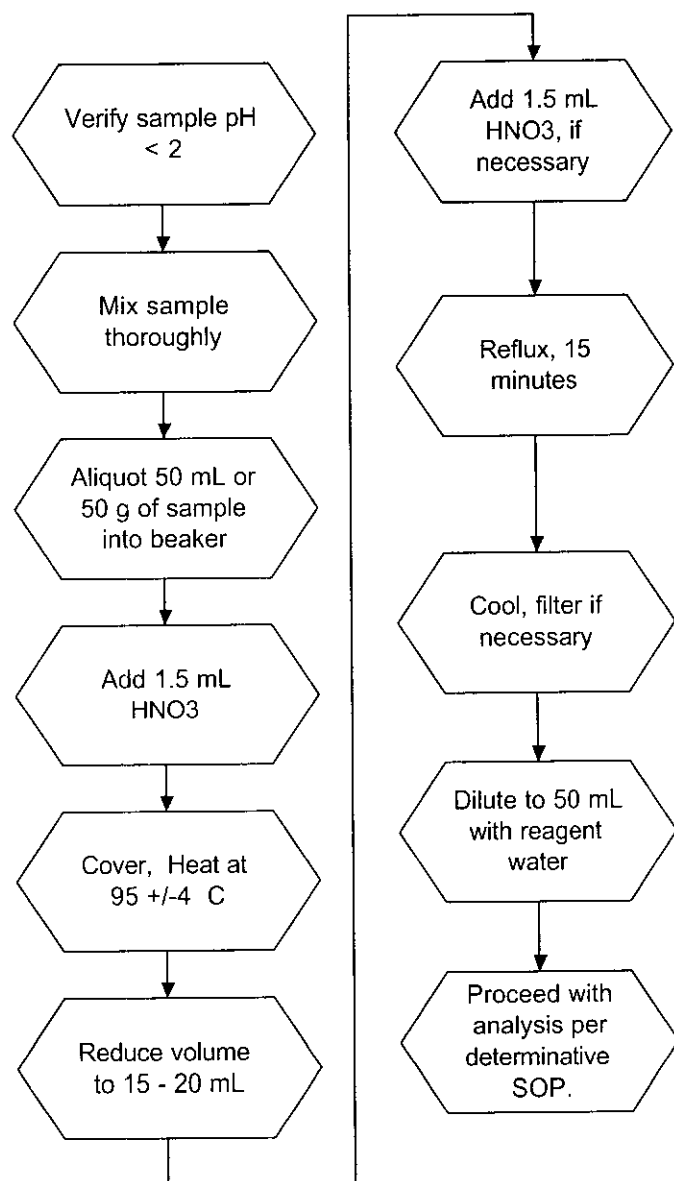 Verify sample pH
< 2
Mix sample
thoroughly
Aliquot 50 mL or
50 g of sample
into beaker
Add 1.5 mL
HNO3
Cover, Heat at
95 +/-4 C
Reduce volume
to 15 - 20 mL
Add 1.5 mL
HNO3, if
necessary
Reflux, 15
minutes
Cool, filter if
necessary
Dilute to 50 mL
with reagent
water
Proceed with
analysis per
determinative
SOP.